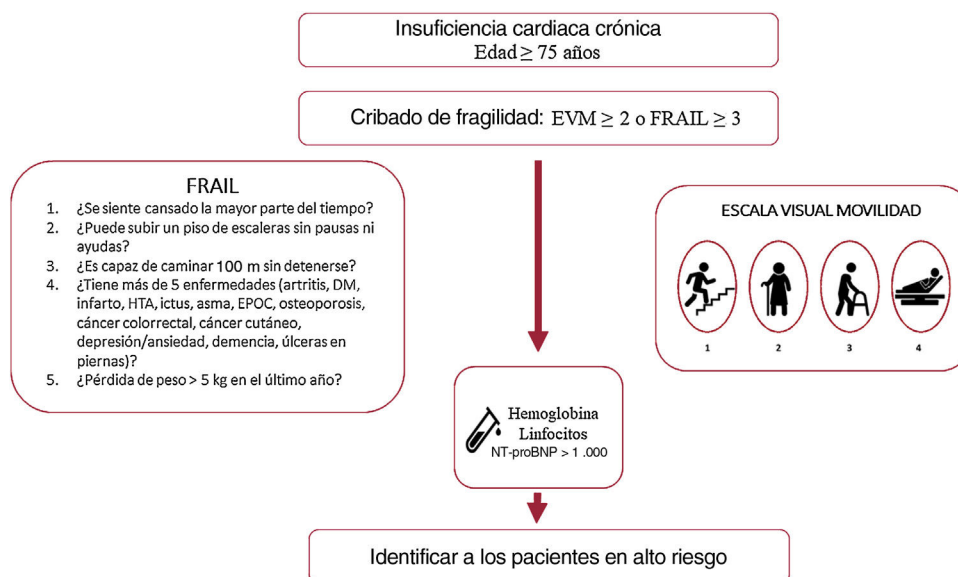 Insuficiencia cardiaca crónica
Edad ≥ 75 años
Cribado de fragilidad: EVM ≥ 2 o FRAIL ≥ 3
FRAIL
1. ¿Se siente cansado la mayor parte del tiempo?
2. ¿Puede subir un piso de escaleras sin pausas ni
ayudas?
3. ¿Es capaz de caminar 100 m sin detenerse?
4. ¿Tiene más de 5 enfermedades (artritis, DM,
infarto, HTA, ictus, asma, EPOC, osteoporosis,
cáncer colorrectal, cáncer cutáneo,
depresión/ansiedad, demencia, úlceras en
piernas)?
5. ¿Pérdida de peso > 5 kg en el último año?
ESCALA VISUAL MOVILIDAD
1 2 3 4
Hemoglobina
Linfocitos
NT-proBNP > 1 .000
Identificar a los pacientes en alto riesgo